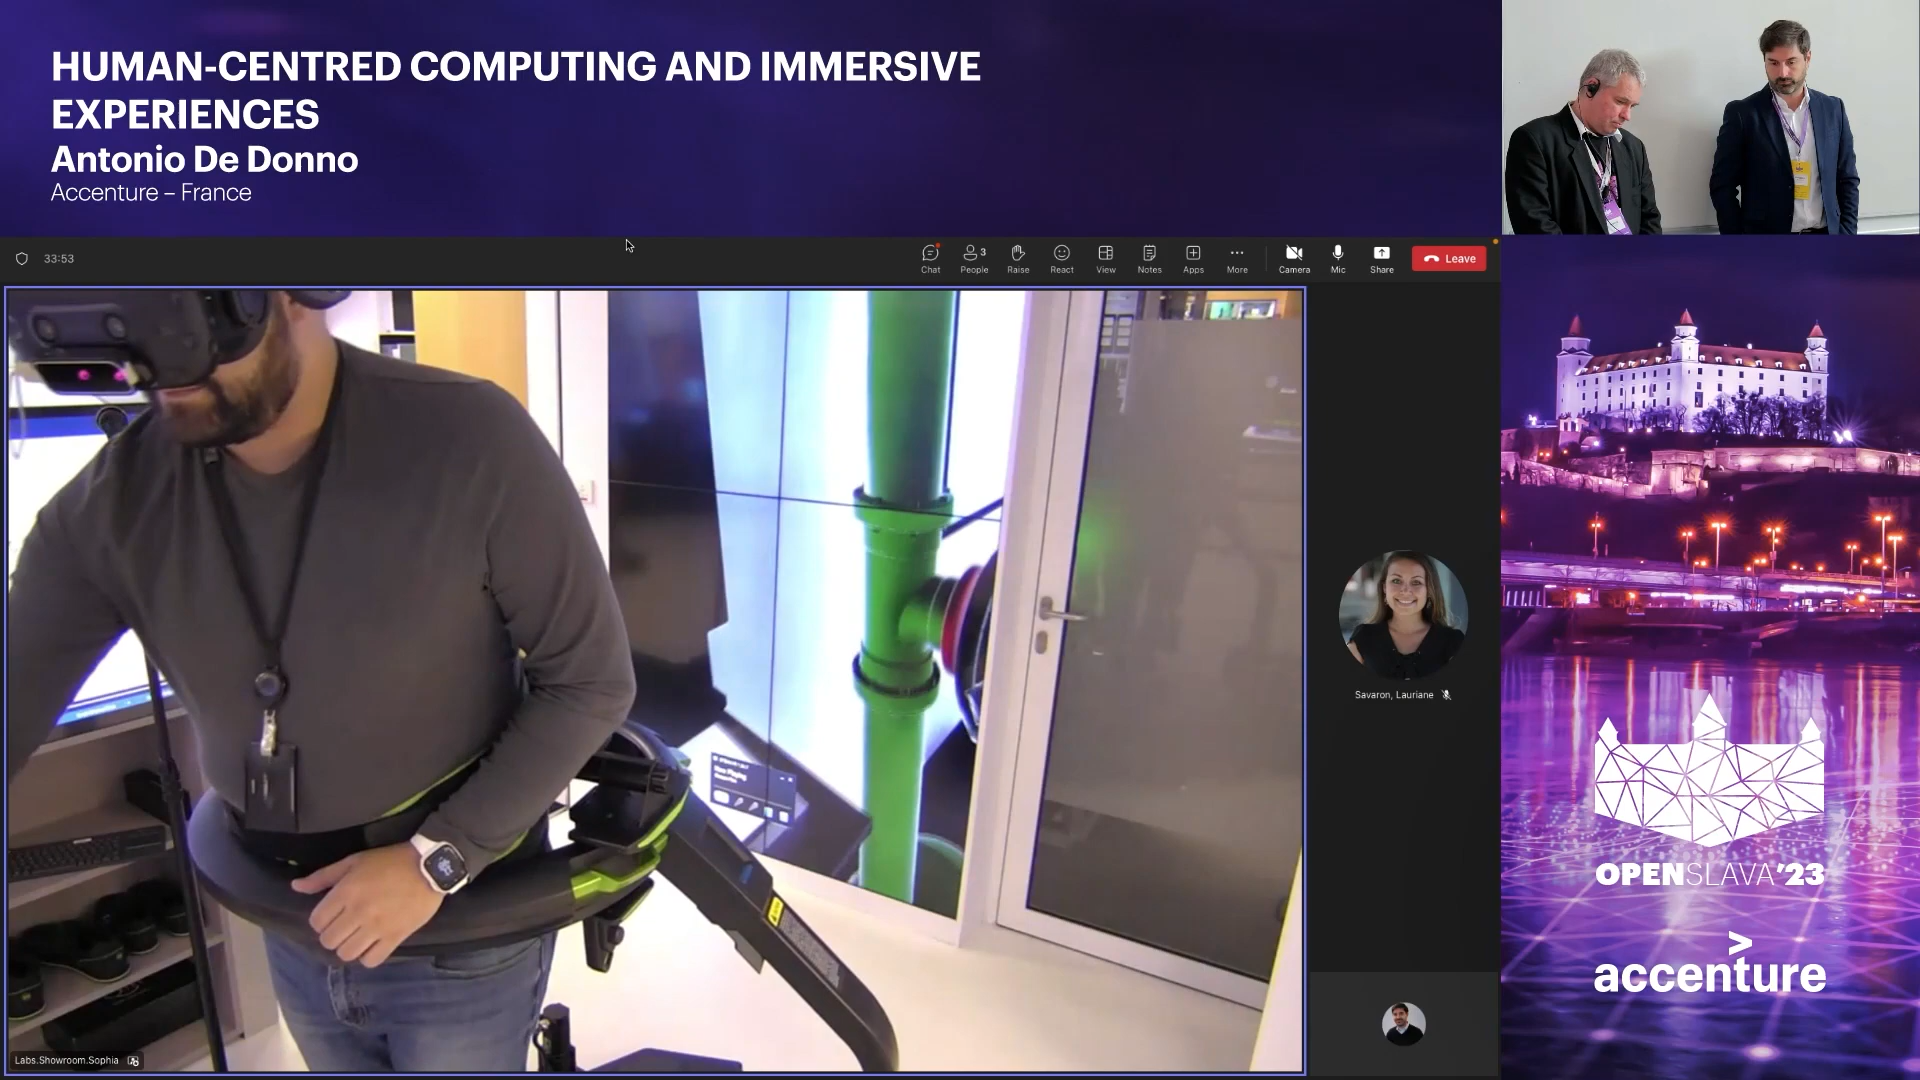 HUMAN-CENTRED COMPUTING AND IMMERSIVE
EXPERIENCES
Antonio De Donno
Accenture – France
33:53
Chat
People
3
Raise
React
View
Notes
Apps
More
Camera
Mic
Share
Leave
Savaron, Lauriane
Labs.Showroom.Sophia
OPENSLAVA'23
accenture